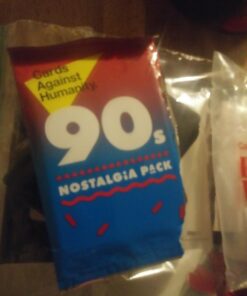 Cards
Against
Humanity.
90s
NOSTALGiA PACK